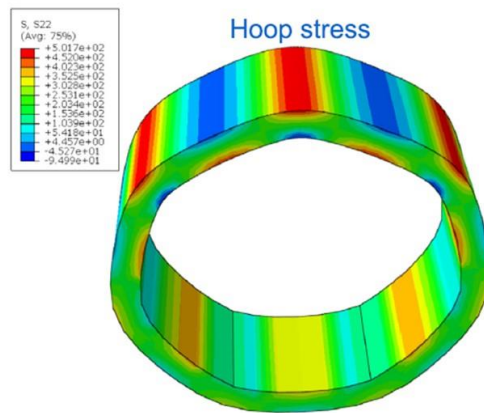 Hoop stress
S, S22
(Avg: 75%)
+5.017e+02
+4.520e+02
+4.023e+02
+3.525e+02
+3.028e+02
+2.531e+02
+2.034e+02
+1.536e+02
+1.039e+02
+5.418e+01
+4.457e+00
-4.527e+01
-9.499e+01